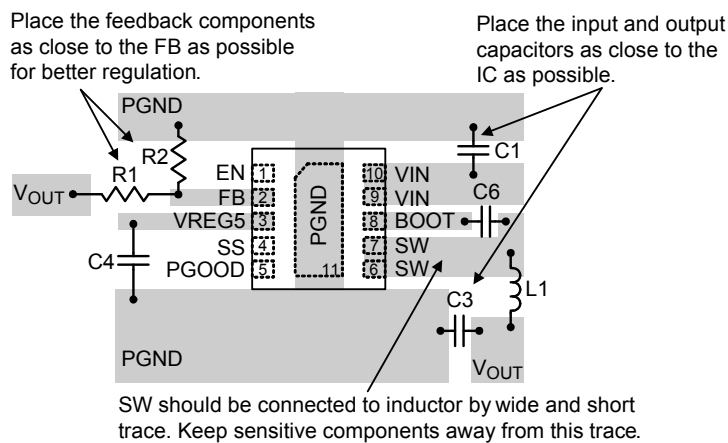 Place the feedback components
as close to the FB as possible
for better regulation.
Place the input and output
capacitors as close to the
IC as possible.
PGND
R2
R1
VOUT
C1
EN 1
FB 2
VREG5 3
SS 4
PGOOD 5
PGND
11
10 VIN
9 VIN
8 BOOT
7 SW
6 SW
C6
C4
C3
L1
PGND
VOUT
SW should be connected to inductor by wide and short
trace. Keep sensitive components away from this trace.